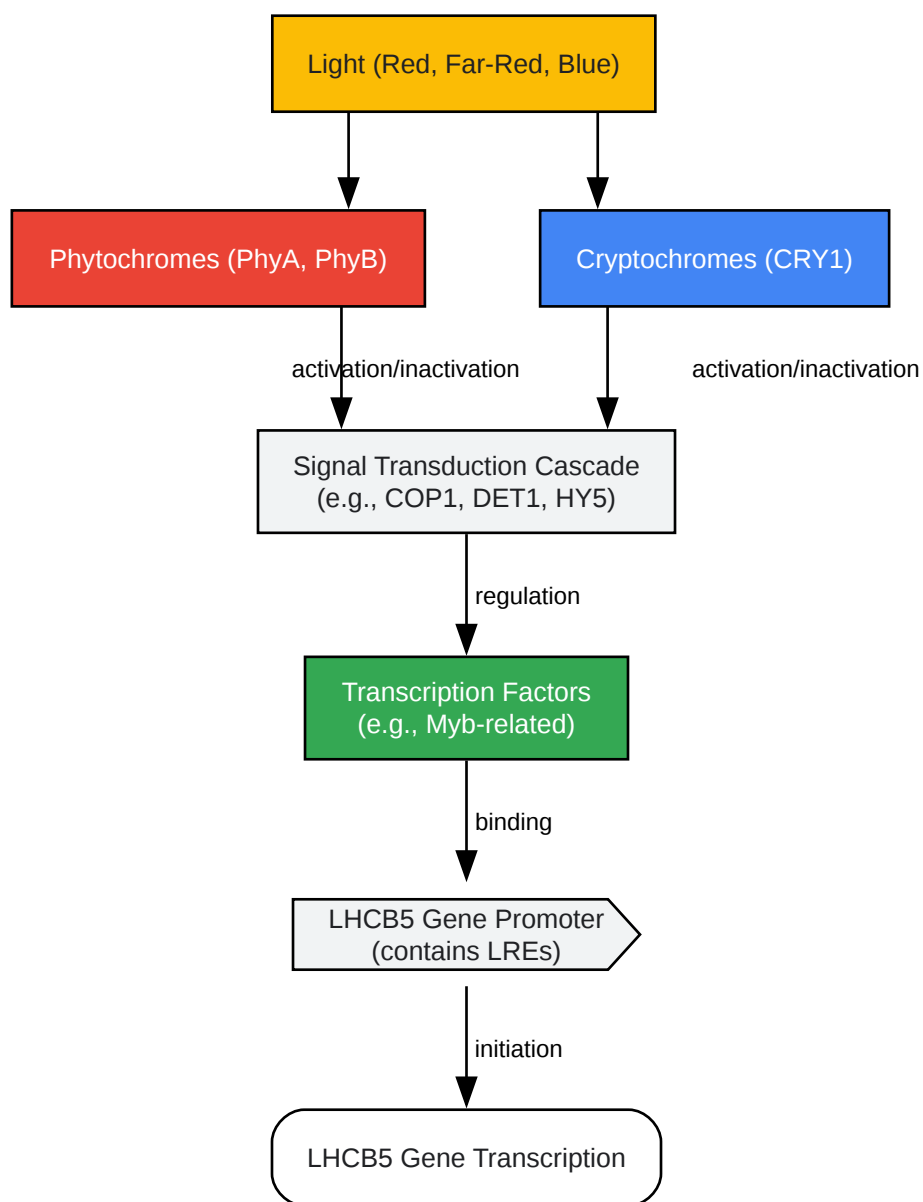 Light (Red, Far-Red, Blue)
Phytochromes (PhyA, PhyB)
Cryptochromes (CRY1)
activation/inactivation
activation/inactivation
Signal Transduction Cascade
(e.g., COP1, DET1, HY5)
regulation
Transcription Factors
(e.g., Myb-related)
binding
LHCB5 Gene Promoter
(contains LREs)
initiation
LHCB5 Gene Transcription